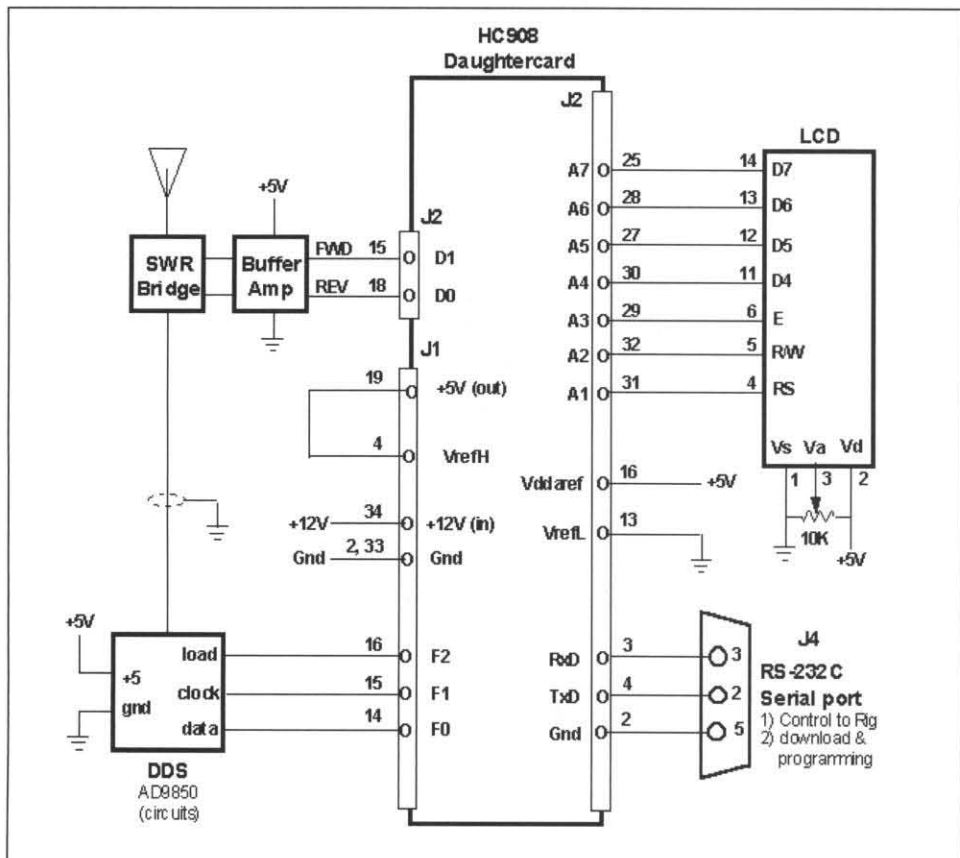 HC908
Daughtercard
J2
LCD
A7
25
14
D7
+5V
A6
28
13
D6
J2
SWR
Bridge
Buffer
Amp
FWD
15
D1
A5
27
12
D5
REV
18
D0
A4
30
11
D4
A3
29
6
E
J1
A2
32
5
R/W
19
+5V (out)
A1
31
4
RS
4
VrefH
Vs
Va
Vd
1
3
2
Vddaref
16
+5V
10K
+5V
+12V
34
+12V (in)
VrefL
13
Gnd
2, 33
Gnd
+5V
+5
gnd
load
16
F2
clock
15
F1
data
14
F0
RxD
3
3
TxD
4
2
Gnd
2
5
J4
RS-232C
Serial port
1) Control to Rig
2) download &
programming
DDS
AD9850
(circuits)